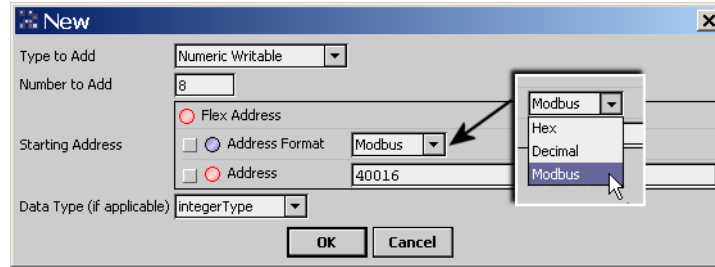 New
Type to Add Numeric Writable
Number to Add 8
Flex Address
Starting Address Address Format Modbus
Address 40016
Data Type (if applicable) integerType
OK Cancel
Modbus
Hex
Decimal
Modbus